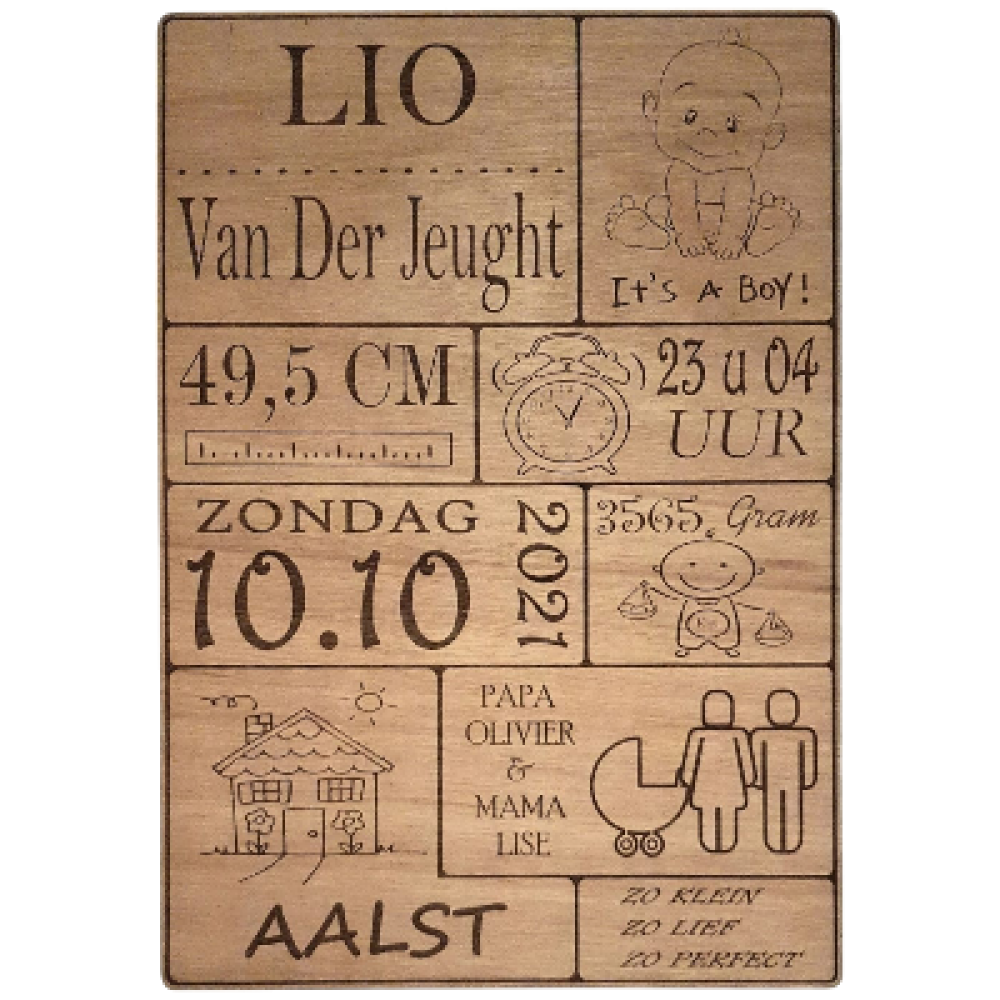 LIO
Van Der Jeught
It's A Boy!
49,5 CM
23 u 04
UUR
ZONDAG
10.10
2021
3565 Gram
PAPA
OLIVIER
&
MAMA
LISE
AALST
ZO KLEIN
ZO LIEF
ZO PERFECT